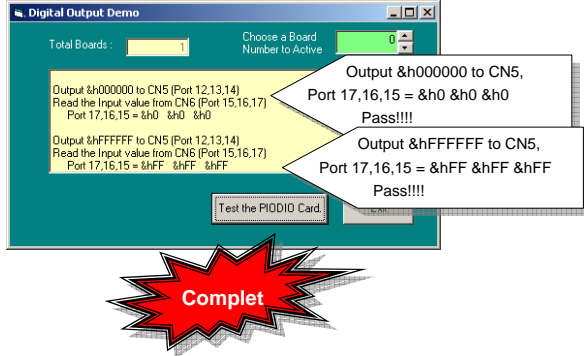 Digital Output Demo
Total Boards :
1
Choose a Board
Number to Active
0
Output &h000000 to CN5 (Port 12,13,14)
Read the Input value from CN6 (Port 15,16,17)
Port 17,16,15 = &h0 &h0 &h0
Output &hFFFFFF to CN5 (Port 12,13,14)
Read the Input value from CN6 (Port 15,16,17)
Port 17,16,15 = &hFF &hFF &hFF
Output &h000000 to CN5,
Port 17,16,15 = &h0 &h0 &h0
Pass!!!!
Output &hFFFFFF to CN5,
Port 17,16,15 = &hFF &hFF &hFF
Pass!!!!
Test the PIODIO Card.
Exit
Complet